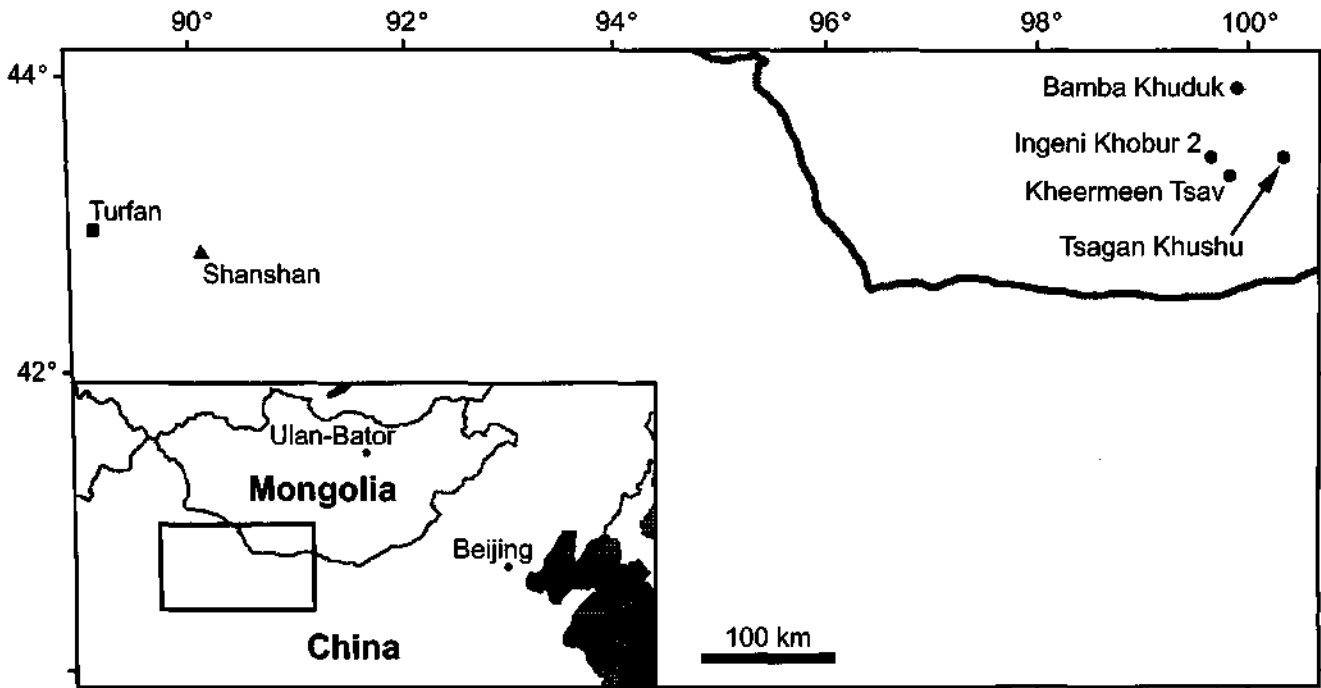 90° 92° 94° 96° 98° 100°
44°
Bamba Khuduk
Ingeni Khobur 2
Kheermeen Tsav
Tsagan Khushu
Turfan
Shanshan
42°
Ulan-Bator
Mongolia
Beijing
China
100 km